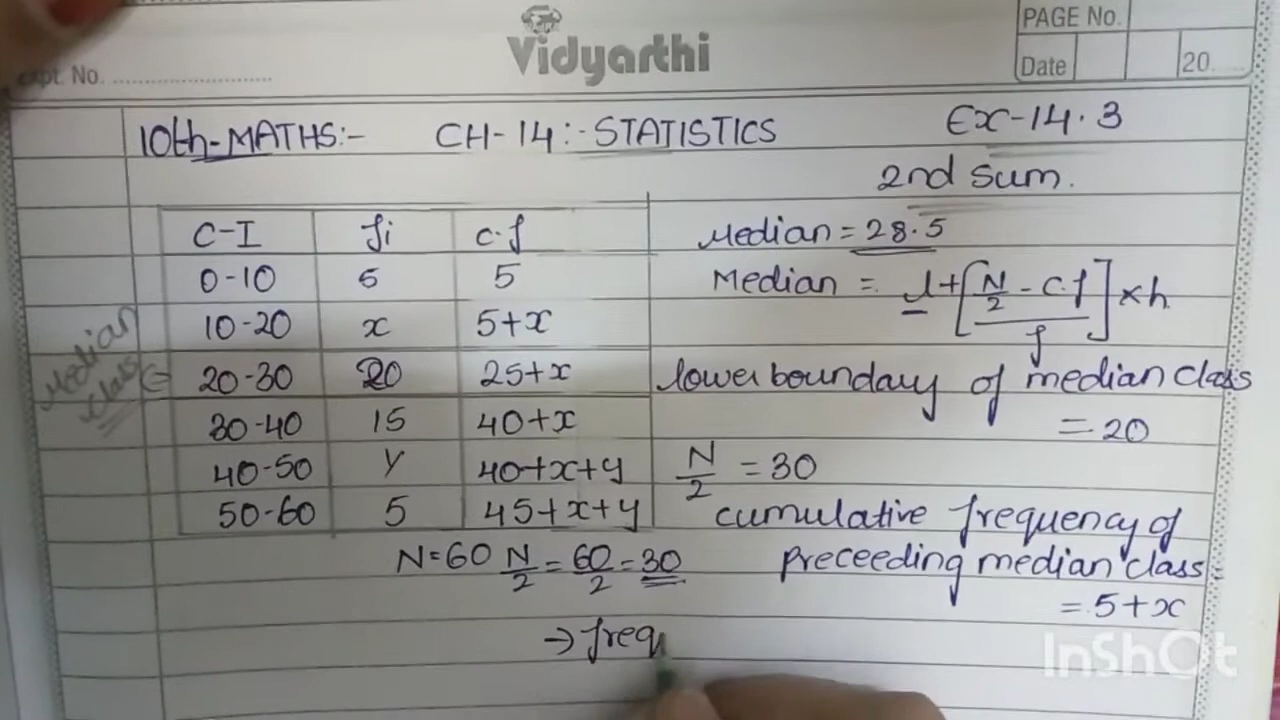 Vidyarthi
PAGE No.
Expt. No.
Date
20
10th-MATHS:- CH-14:-STATISTICS EX-14.3
2nd Sum.
C-I fi c.f
0-10 5 5
10-20 x 5+x
20-30 20 25+x
30-40 15 40+x
40-50 y 40+x+y
50-60 5 45+x+y
Median class
N=60 N/2 = 60/2 = 30
Median = 28.5
Median = l+[N/2 - c.f / f] x h
lower boundary of median class
= 20
N/2 = 30
cumulative frequency of
preceeding median class =
= 5+x
→ freq
InShOt